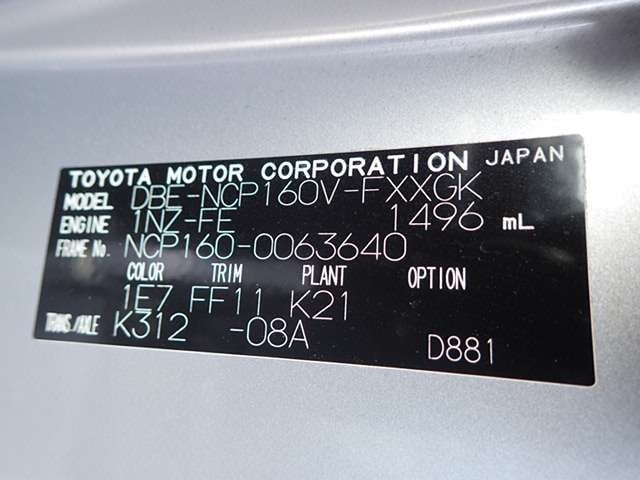 TOYOTA MOTOR CORPORATION JAPAN
MODEL DBE-NCP160V-FXXGK
ENGINE 1NZ-FE 1496 mL
FRAME No. NCP160-0063640
COLOR TRIM PLANT OPTION
1E7 FF11 K21
TRANS./AXLE K312 -08A D881